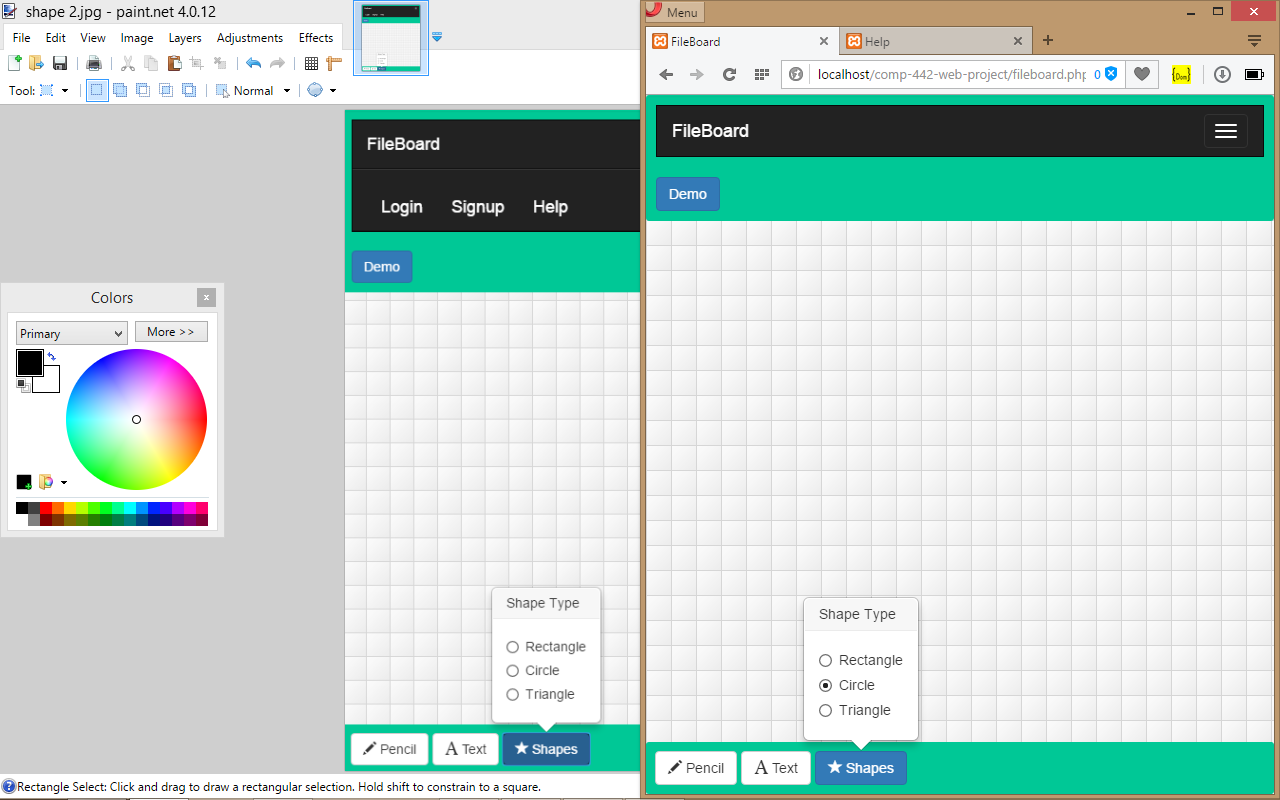 shape 2.jpg - paint.net 4.0.12
File Edit View Image Layers Adjustments Effects
Tool: Normal
FileBoard
Login Signup Help
Demo
Colors
Primary More >>
Shape Type
Rectangle
Circle
Triangle
Pencil A Text Shapes
Rectangle Select: Click and drag to draw a rectangular selection. Hold shift to constrain to a square.
Menu
FileBoard Help
localhost/comp-442-web-project/fileboard.php 0 {Dom}
FileBoard
Demo
Shape Type
Rectangle
Circle
Triangle
Pencil A Text Shapes